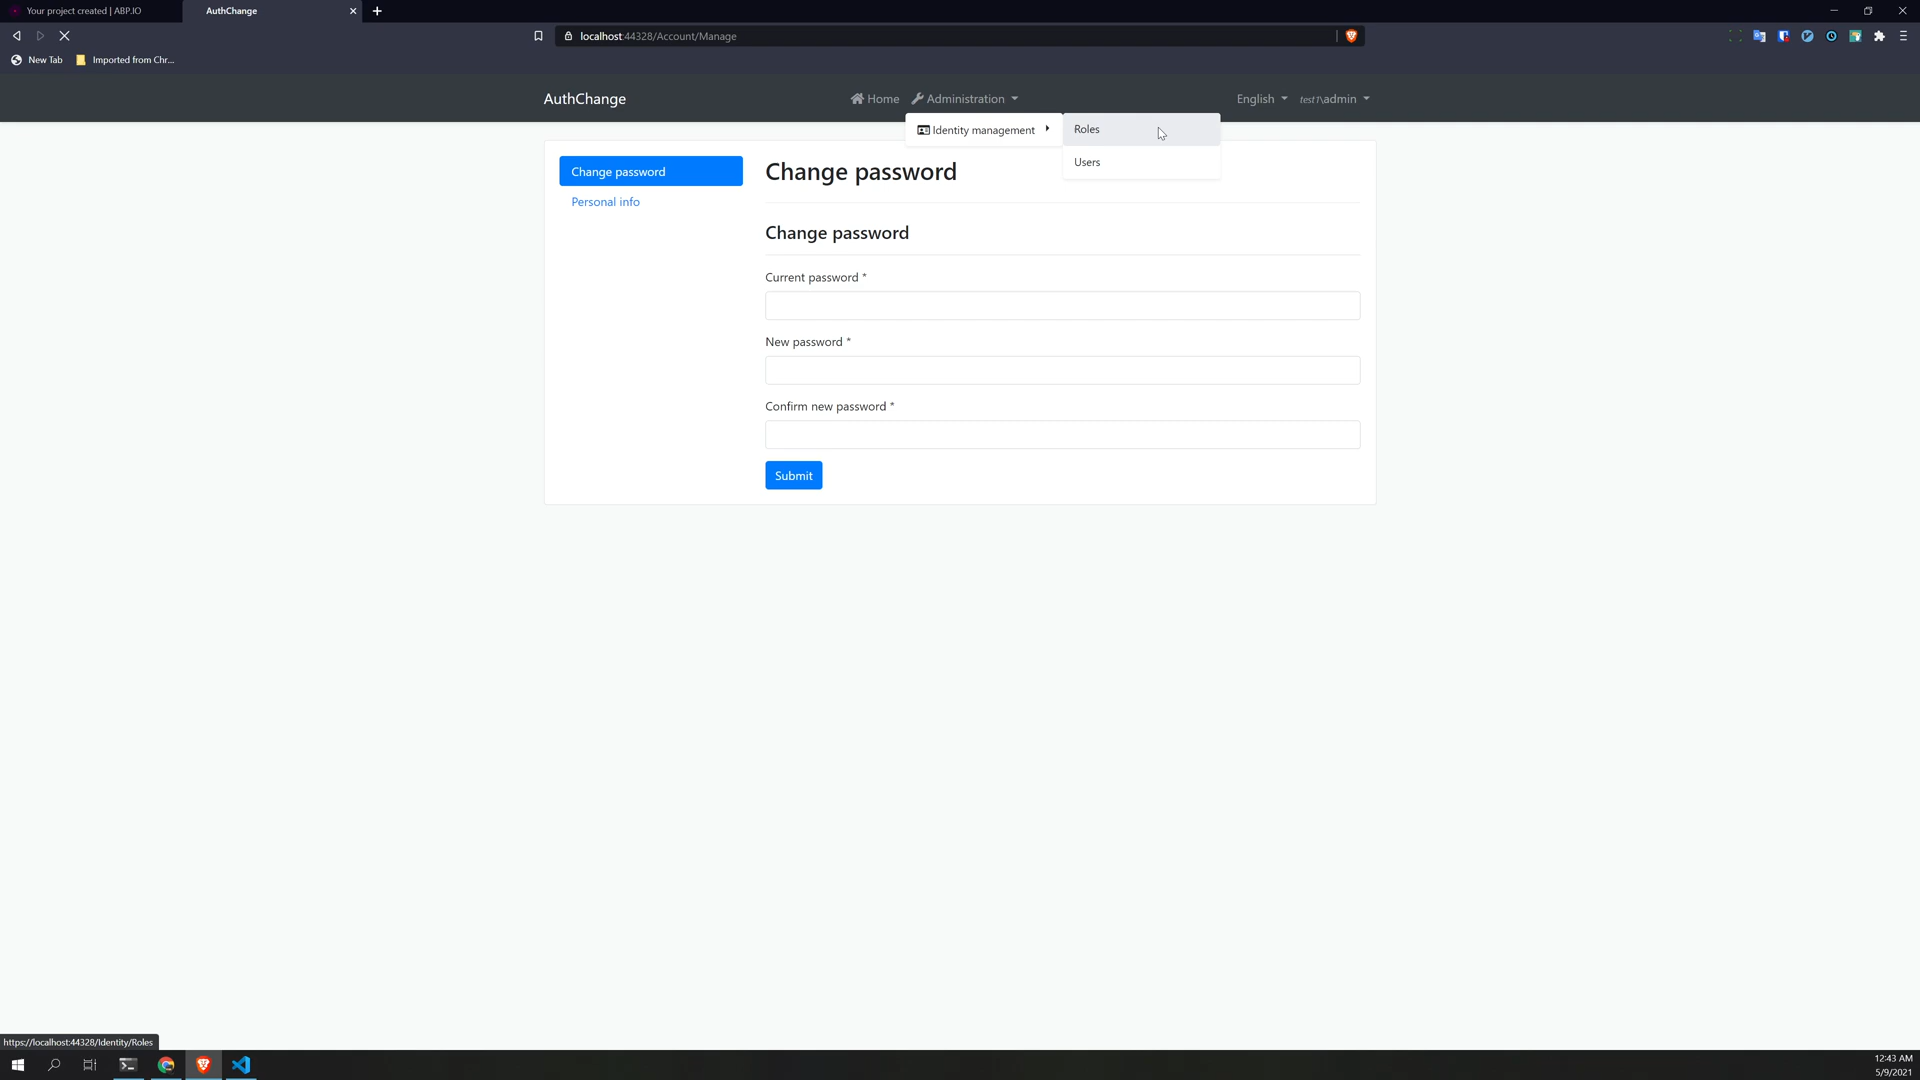 Your project created | ABP.IO
AuthChange
localhost:44328/Account/Manage
New Tab
Imported from Chr...
AuthChange
Home
Administration
English
test1\admin
Identity management
Roles
Users
Change password
Personal info
Change password
Change password
Current password *
New password *
Confirm new password *
Submit
https://localhost:44328/Identity/Roles
12:43 AM
5/9/2021